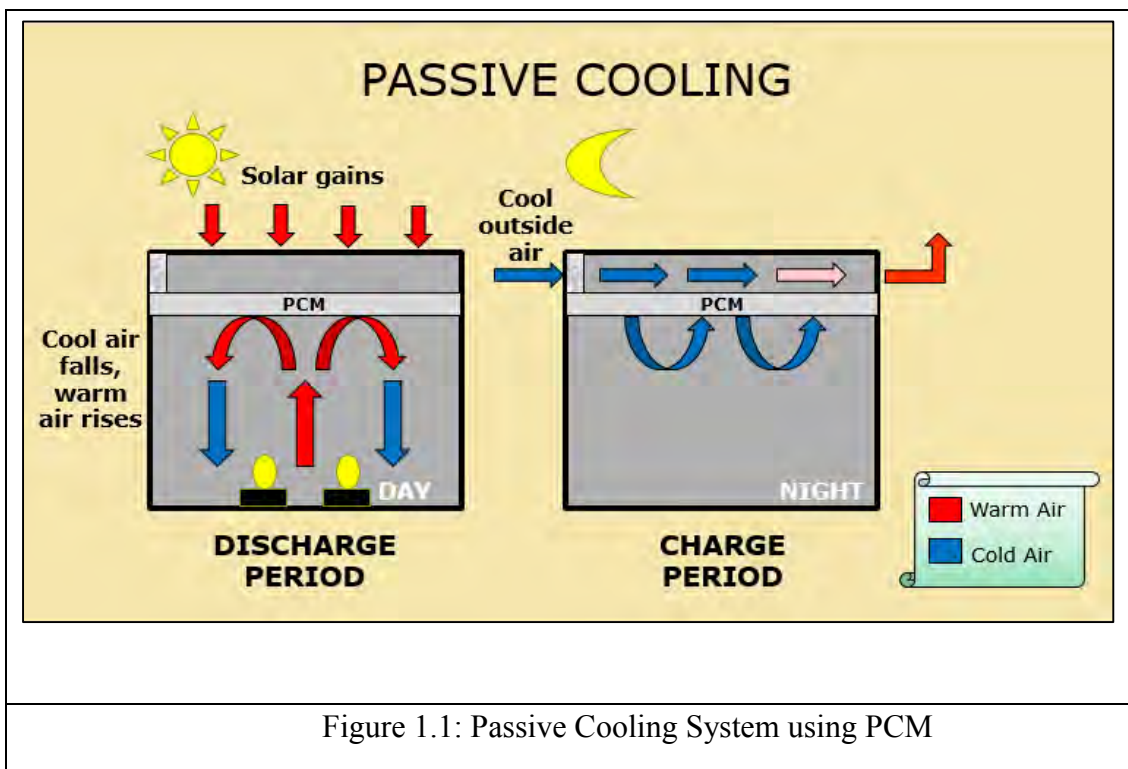 PASSIVE COOLING
Solar gains
Cool
outside
air
PCM
PCM
Cool air
falls,
warm
air rises
DAY
NIGHT
DISCHARGE
PERIOD
CHARGE
PERIOD
Warm Air
Cold Air
Figure 1.1: Passive Cooling System using PCM